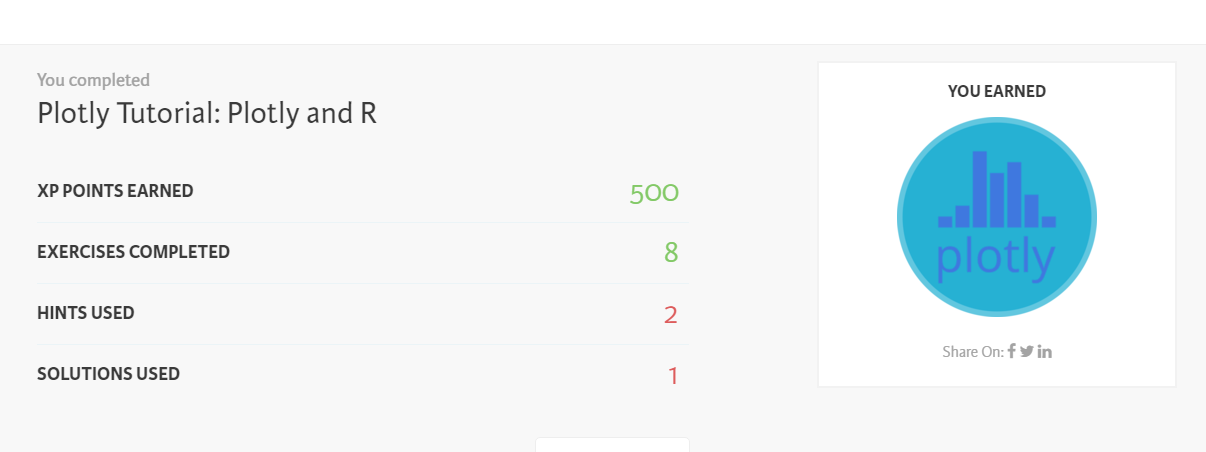 You completed
Plotly Tutorial: Plotly and R
XP POINTS EARNED 500
EXERCISES COMPLETED 8
HINTS USED 2
SOLUTIONS USED 1
YOU EARNED
plotly
Share On: